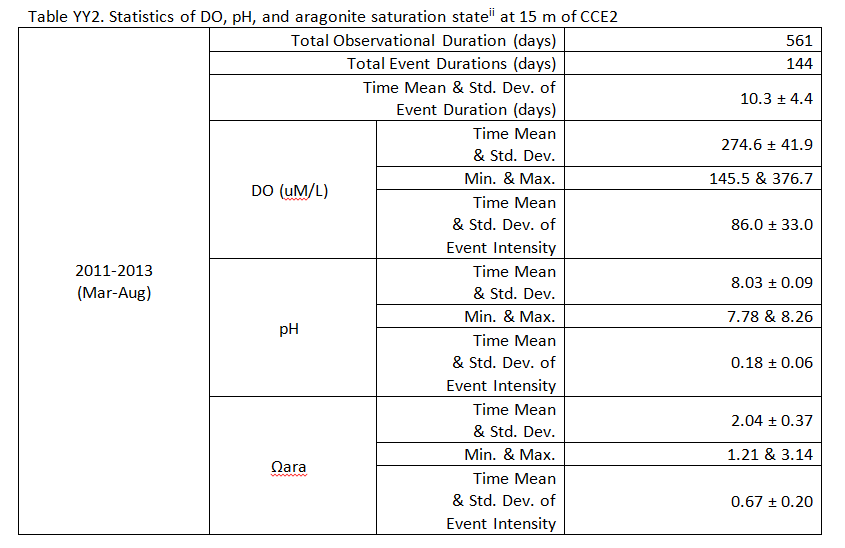 Table YY2. Statistics of DO, pH, and aragonite saturation stateⁱⁱ at 15 m of CCE2
2011-2013
(Mar-Aug)
Total Observational Duration (days)
561
Total Event Durations (days)
144
Time Mean & Std. Dev. of
Event Duration (days)
10.3 ± 4.4
DO (uM/L)
Time Mean
& Std. Dev.
274.6 ± 41.9
Min. & Max.
145.5 & 376.7
Time Mean
& Std. Dev. of
Event Intensity
86.0 ± 33.0
pH
Time Mean
& Std. Dev.
8.03 ± 0.09
Min. & Max.
7.78 & 8.26
Time Mean
& Std. Dev. of
Event Intensity
0.18 ± 0.06
Ωara
Time Mean
& Std. Dev.
2.04 ± 0.37
Min. & Max.
1.21 & 3.14
Time Mean
& Std. Dev. of
Event Intensity
0.67 ± 0.20